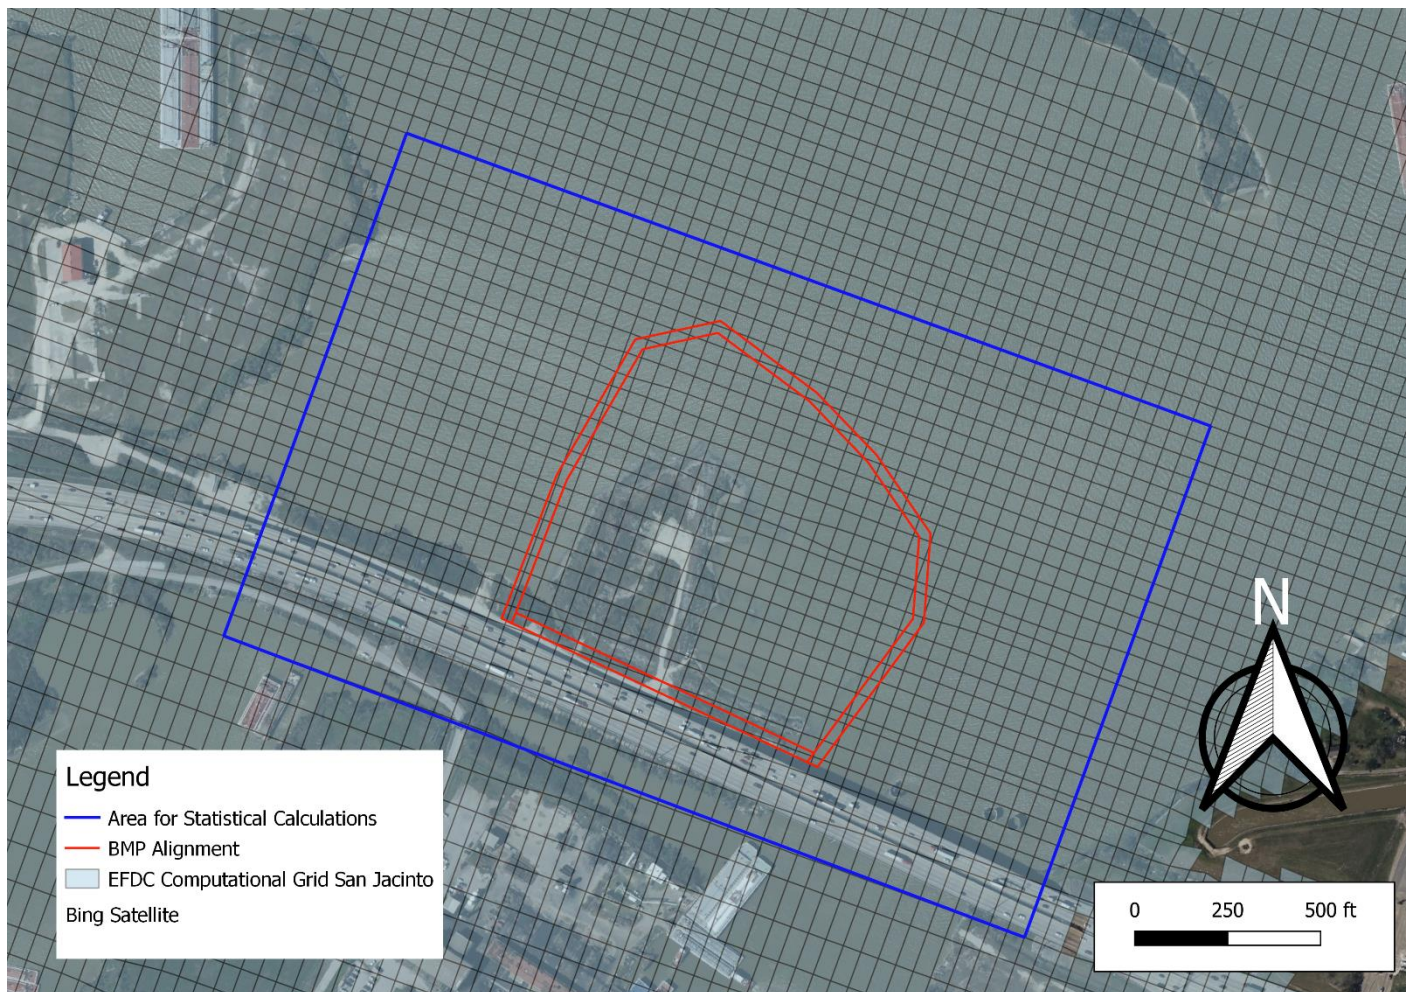 N
Legend
Area for Statistical Calculations
BMP Alignment
EFDC Computational Grid San Jacinto
Bing Satellite
0 250 500 ft